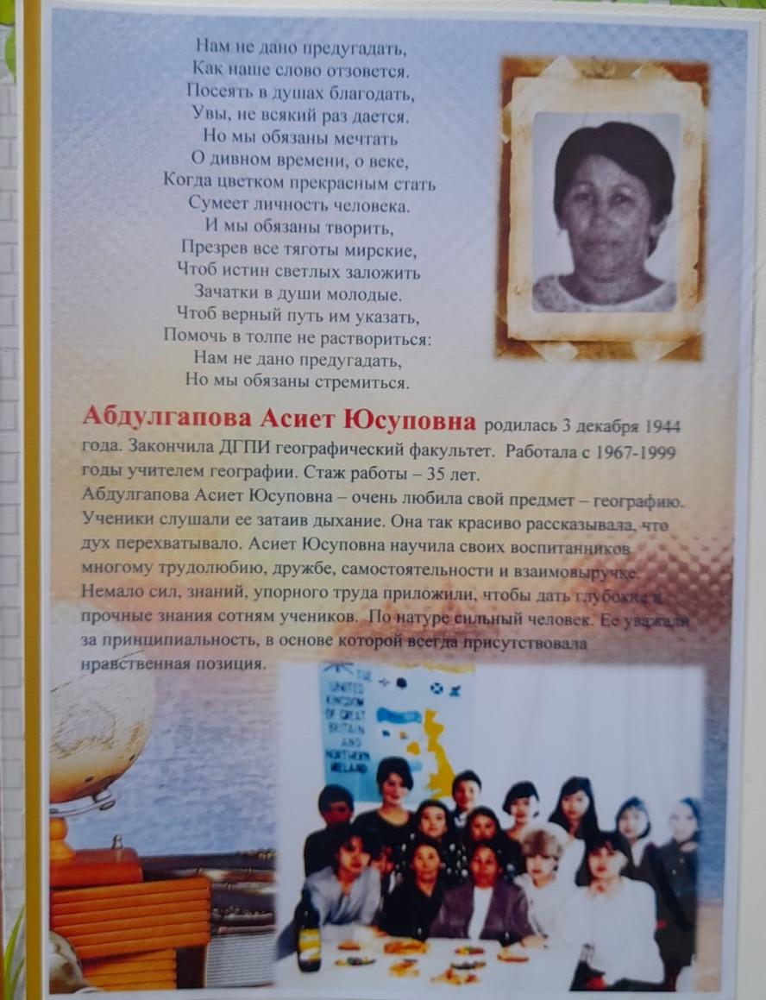 Нам не дано предугадать,
Как наше слово отзовется.
Посеять в душах благодать,
Увы, не всякий раз дается.
Но мы обязаны мечтать
О дивном времени, о веке,
Когда цветком прекрасным стать
Сумеет личность человека.
И мы обязаны творить,
Презрев все тяготы мирские,
Чтоб истин светлых заложить
Зачатки в души молодые.
Чтоб верный путь им указать,
Помочь в толпе не раствориться:
Нам не дано предугадать,
Но мы обязаны стремиться.
Абдулгапова Асиет Юсуповна родилась 3 декабря 1944
года. Закончила ДГПИ географический факультет. Работала с 1967-1999
годы учителем географии. Стаж работы – 35 лет.
Абдулгапова Асиет Юсуповна – очень любила свой предмет – географию.
Ученики слушали ее затаив дыхание. Она так красиво рассказывала, что
дух перехватывало. Асиет Юсуповна научила своих воспитанников
многому трудолюбию, дружбе, самостоятельности и взаимовыручке.
Немало сил, знаний, упорного труда приложили, чтобы дать глубокие и
прочные знания сотням учеников. По натуре сильный человек. Ее уважали
за принципиальность, в основе которой всегда присутствовала
нравственная позиция.
THE
UNITED
KINGDOM
OF GREAT
BRITAIN
AND
NORTHERN
IRELAND